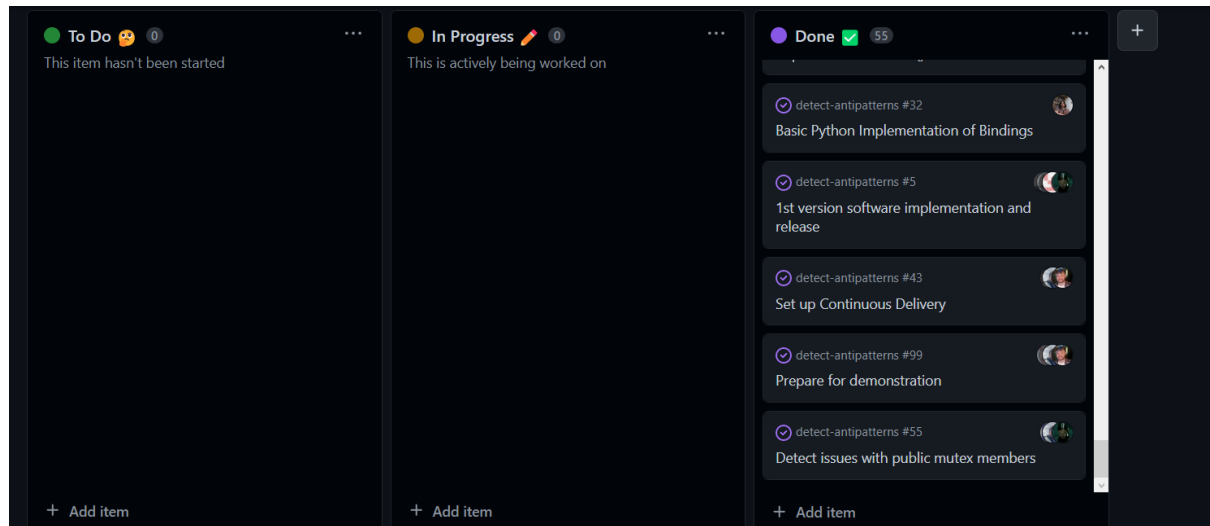 To Do 🤔 0
This item hasn't been started
+ Add item
In Progress ✏️ 0
This is actively being worked on
+ Add item
Done ✅ 55
detect-antipatterns #32
Basic Python Implementation of Bindings
detect-antipatterns #5
1st version software implementation and
release
detect-antipatterns #43
Set up Continuous Delivery
detect-antipatterns #99
Prepare for demonstration
detect-antipatterns #55
Detect issues with public mutex members
+ Add item